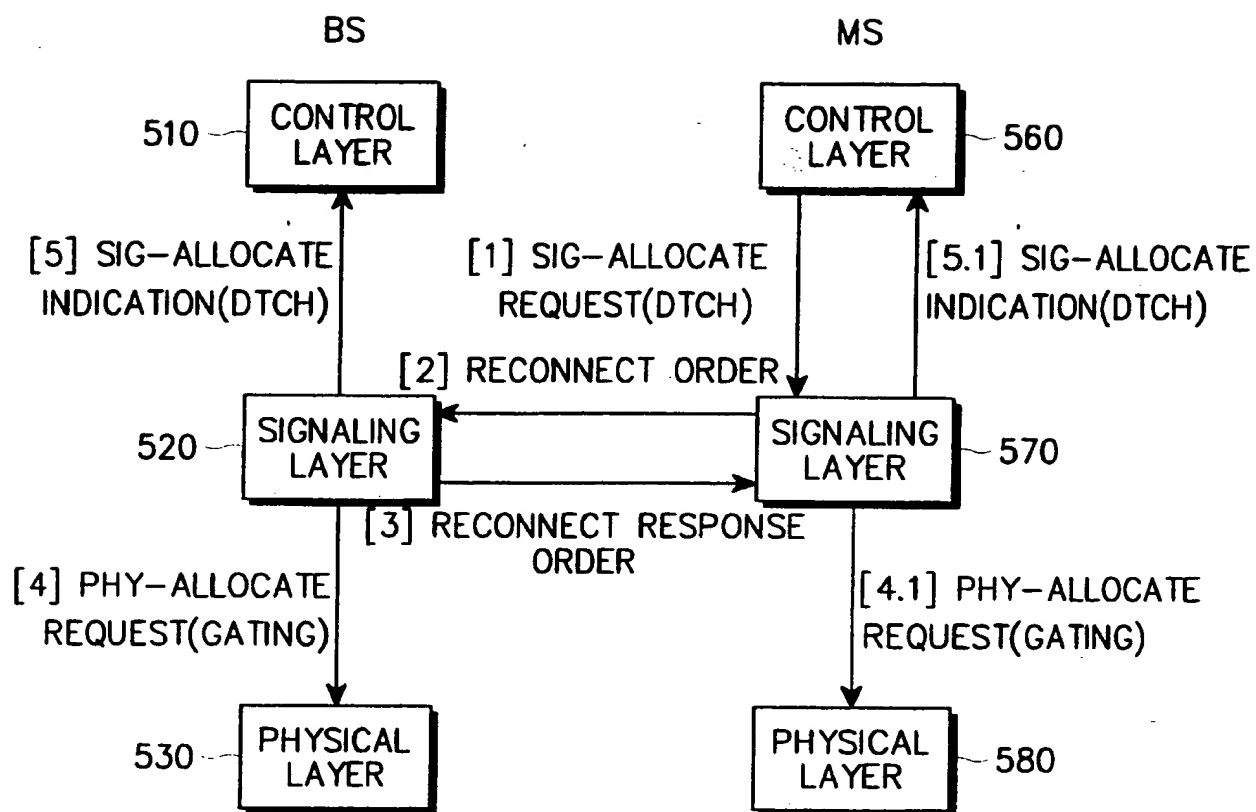 BS
MS
CONTROL
LAYER
510
CONTROL
LAYER
560
[5] SIG-ALLOCATE
INDICATION(DTCH)
[1] SIG-ALLOCATE
REQUEST(DTCH)
[5.1] SIG-ALLOCATE
INDICATION(DTCH)
[2] RECONNECT ORDER
520
SIGNALING
LAYER
SIGNALING
LAYER
570
[3] RECONNECT RESPONSE
ORDER
[4] PHY-ALLOCATE
REQUEST(GATING)
[4.1] PHY-ALLOCATE
REQUEST(GATING)
530
PHYSICAL
LAYER
PHYSICAL
LAYER
580